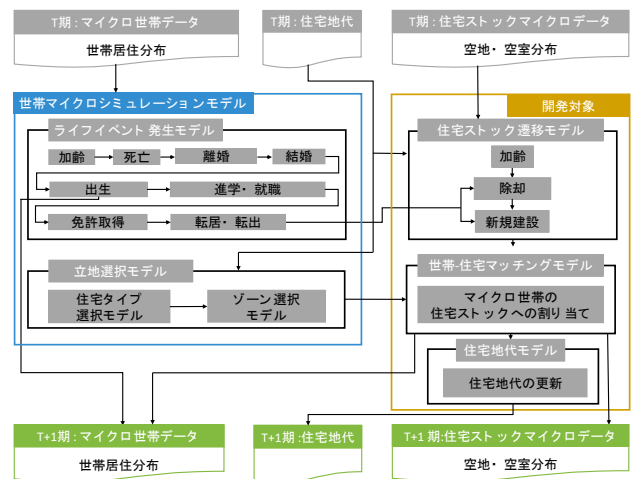 T期：マイクロ世帯データ
世帯居住分布
T期：住宅地代
T期：住宅ストックマイクロデータ
空地・空室分布
世帯マイクロシミュレーションモデル
ライフイベント発生モデル
加齢
死亡
離婚
結婚
出生
進学・就職
免許取得
転居・転出
立地選択モデル
住宅タイプ
選択モデル
ゾーン選択
モデル
開発対象
住宅ストック遷移モデル
加齢
除却
新規建設
世帯-住宅マッチングモデル
マイクロ世帯の
住宅ストックへの割り当て
住宅地代モデル
住宅地代の更新
T+1期：マイクロ世帯データ
世帯居住分布
T+1期：住宅地代
T+1期：住宅ストックマイクロデータ
空地・空室分布